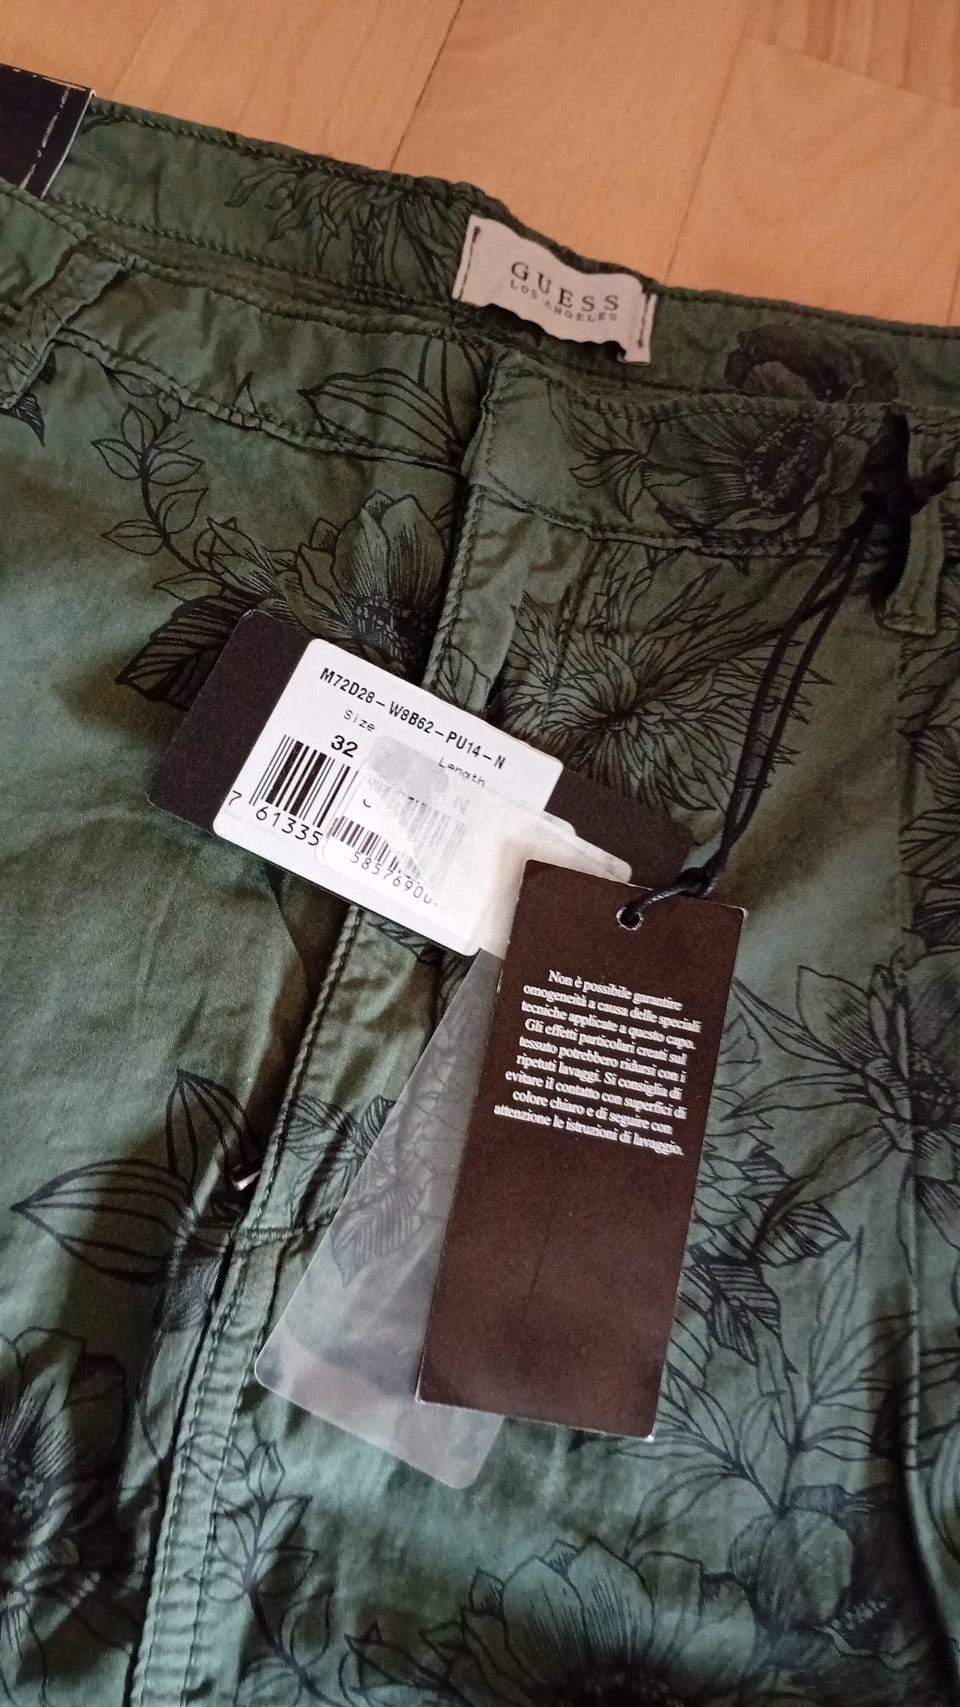 GUESS
LOS ANGELES
M72D28-W8B62-PU14-N
Size
Length
32
7 61335
58576900
Non è possibile garantire
omogeneità a causa delle speciali
tecniche applicate a questo capo.
Gli effetti particolari creati sul
tessuto potrebbero ridursi con i
ripetuti lavaggi. Si consiglia di
evitare il contatto con superfici di
colore chiaro e di seguire con
attenzione le istruzioni di lavaggio.